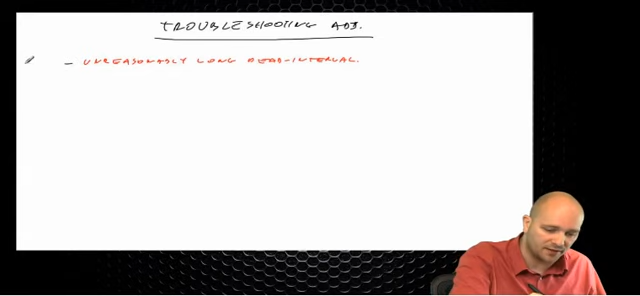 TROUBLESHOOTING ADJ.
- UNREASONABLY LONG DEAD-INTERVAL.